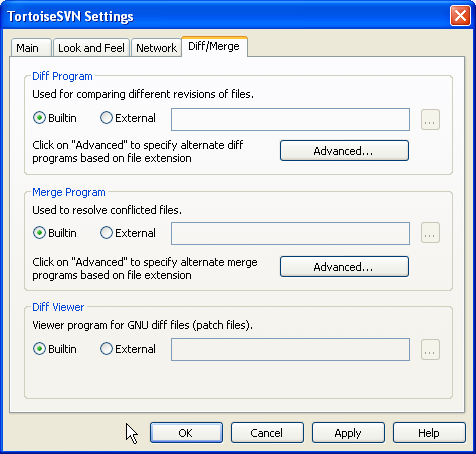 TortoiseSVN Settings
Main Look and Feel Network Diff/Merge
Diff Program
Used for comparing different revisions of files.
Builtin External ...
Click on "Advanced" to specify alternate diff
programs based on file extension
Advanced...
Merge Program
Used to resolve conflicted files.
Builtin External ...
Click on "Advanced" to specify alternate merge
programs based on file extension
Advanced...
Diff Viewer
Viewer program for GNU diff files (patch files).
Builtin External ...
OK Cancel Apply Help